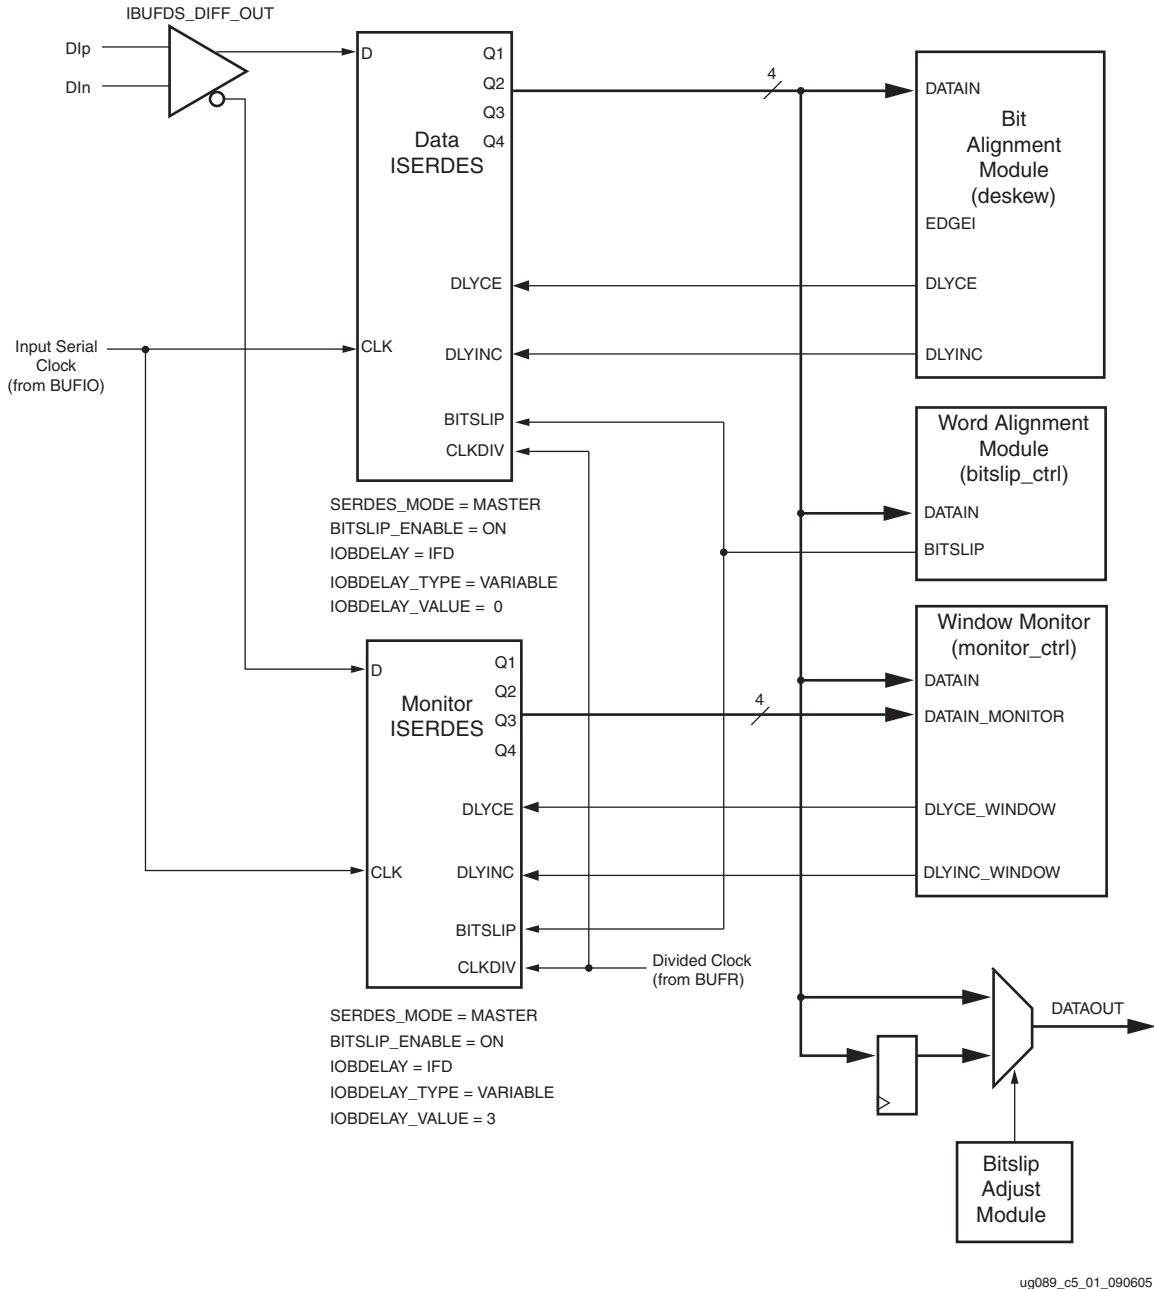 IBUFDS_DIFF_OUT
DIp
DIn
D
Q1
Q2
Q3
Q4
Data
ISERDES
DLYCE
CLK
DLYINC
BITSLIP
CLKDIV
4
DATAIN
Bit
Alignment
Module
(deskew)
EDGEI
DLYCE
DLYINC
Input Serial
Clock
(from BUFIO)
SERDES_MODE = MASTER
BITSLIP_ENABLE = ON
IOBDELAY = IFD
IOBDELAY_TYPE = VARIABLE
IOBDELAY_VALUE = 0
Word Alignment
Module
(bitslip_ctrl)
DATAIN
BITSLIP
D
Q1
Q2
Q3
Q4
Monitor
ISERDES
DLYCE
CLK
DLYINC
BITSLIP
CLKDIV
4
Window Monitor
(monitor_ctrl)
DATAIN
DATAIN_MONITOR
DLYCE_WINDOW
DLYINC_WINDOW
Divided Clock
(from BUFR)
SERDES_MODE = MASTER
BITSLIP_ENABLE = ON
IOBDELAY = IFD
IOBDELAY_TYPE = VARIABLE
IOBDELAY_VALUE = 3
DATAOUT
Bitslip
Adjust
Module
ug089_c5_01_090605